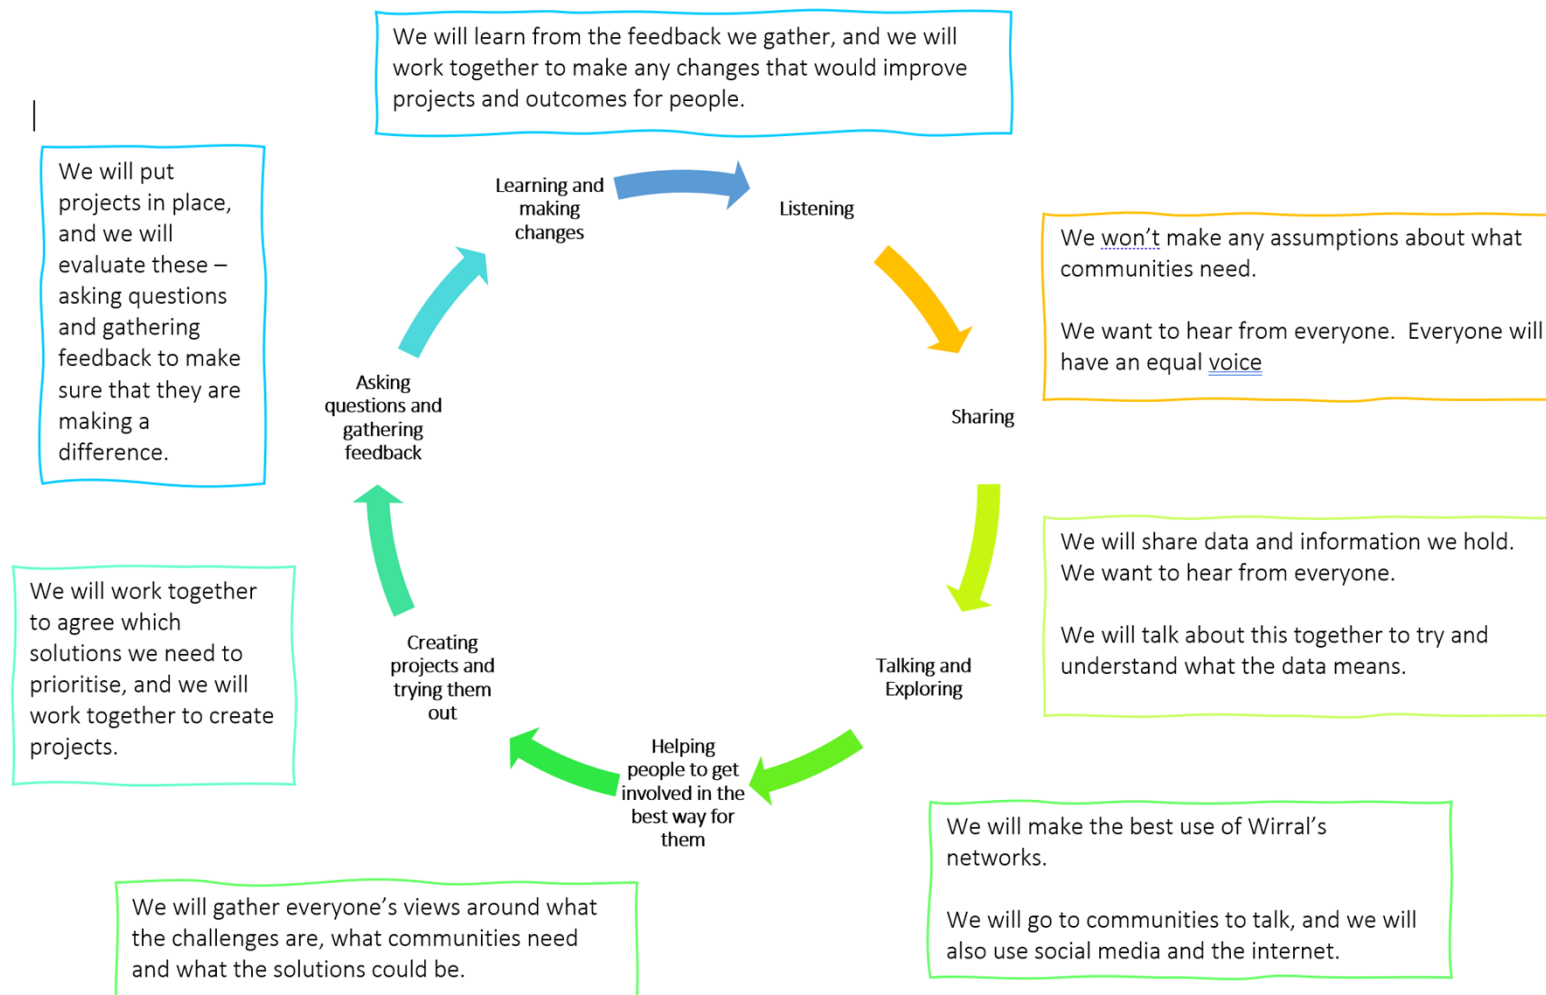 We will learn from the feedback we gather, and we will
work together to make any changes that would improve
projects and outcomes for people.
We will put
projects in place,
and we will
evaluate these –
asking questions
and gathering
feedback to make
sure that they are
making a
difference.
Learning and
making
changes
Listening
We won’t make any assumptions about what
communities need.
We want to hear from everyone.  Everyone will
have an equal voice
Asking
questions and
gathering
feedback
Sharing
We will share data and information we hold.
We want to hear from everyone.
We will talk about this together to try and
understand what the data means.
We will work together
to agree which
solutions we need to
prioritise, and we will
work together to create
projects.
Creating
projects and
trying them
out
Talking and
Exploring
Helping
people to get
involved in the
best way for
them
We will make the best use of Wirral’s
networks.
We will go to communities to talk, and we will
also use social media and the internet.
We will gather everyone’s views around what
the challenges are, what communities need
and what the solutions could be.